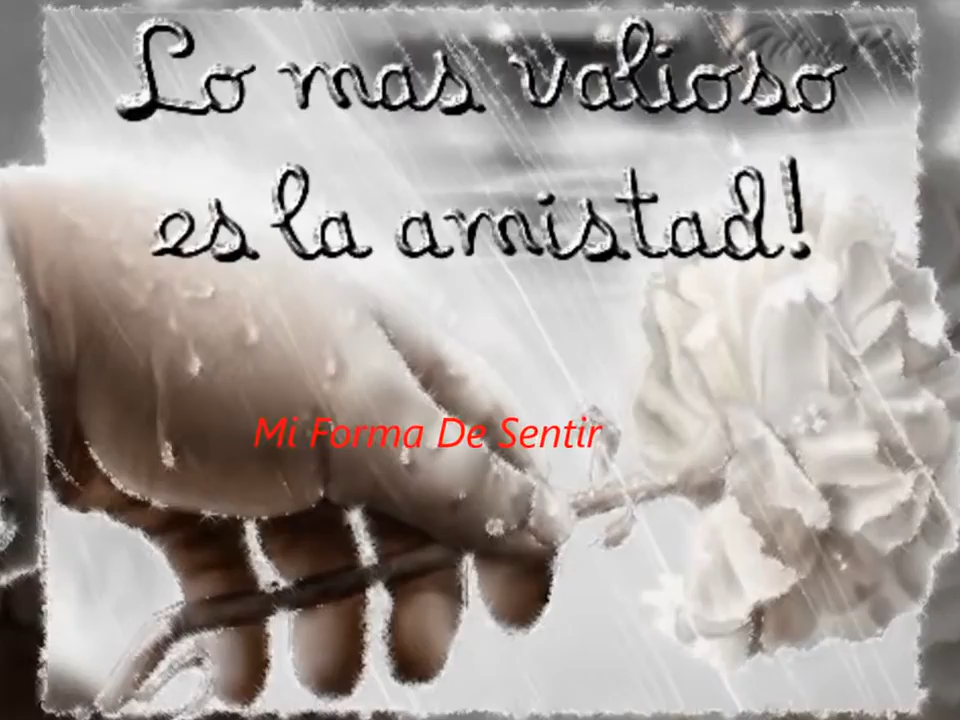 Lo mas valioso
es la amistad!
Mi Forma De Sentir